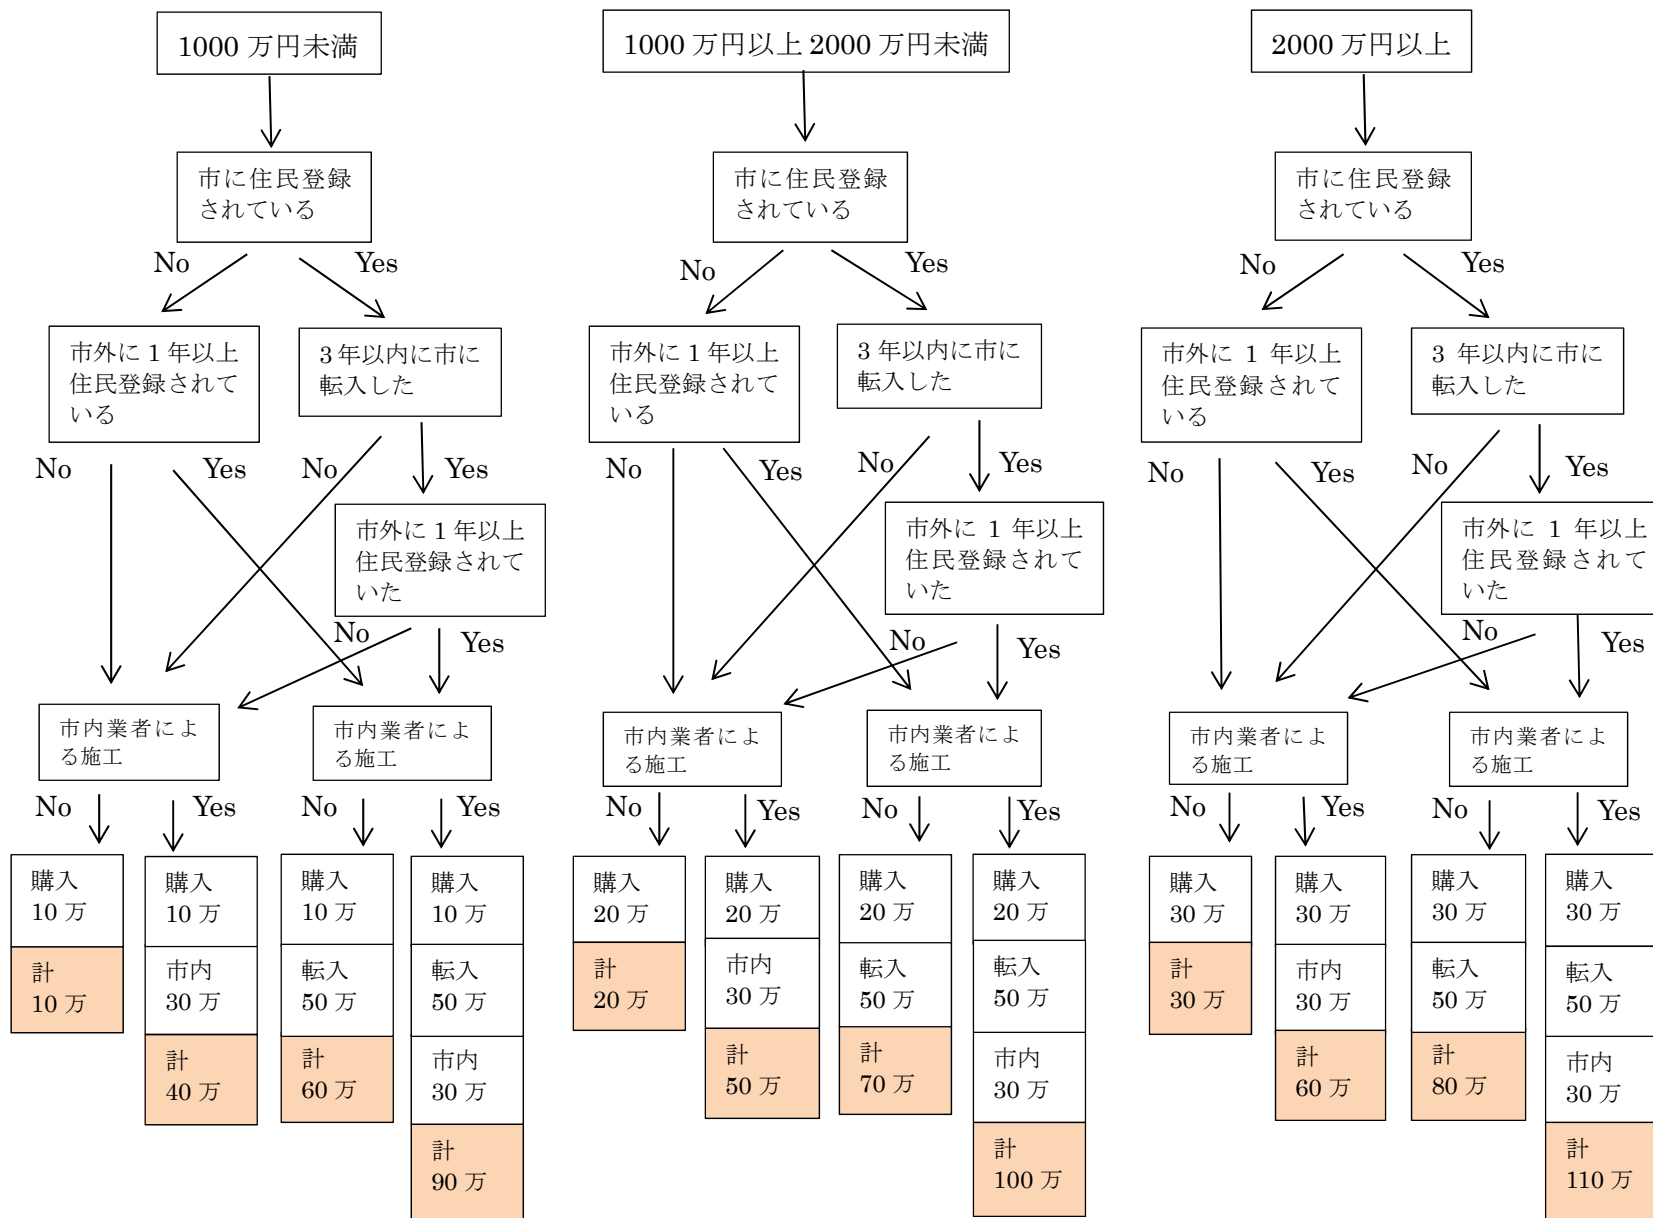 1000 万円未満
1000 万円以上 2000 万円未満
2000 万円以上
市に住民登録
されている
市に住民登録
されている
市に住民登録
されている
No
Yes
No
Yes
No
Yes
市外に 1 年以上
住民登録されて
いる
3 年以内に市に
転入した
市外に 1 年以上
住民登録されて
いる
3 年以内に市に
転入した
市外に 1 年以上
住民登録されて
いる
3 年以内に市に
転入した
No
Yes
No
Yes
No
Yes
No
Yes
No
Yes
No
Yes
市外に 1 年以上
住民登録されて
いた
市外に 1 年以上
住民登録されて
いた
市外に 1 年以上
住民登録されて
いた
No
Yes
No
Yes
No
Yes
市内業者によ
る施工
市内業者によ
る施工
市内業者によ
る施工
市内業者によ
る施工
市内業者によ
る施工
市内業者によ
る施工
No
Yes
No
Yes
No
Yes
No
Yes
No
Yes
No
Yes
購入
10 万
計
10 万
購入
10 万
市内
30 万
計
40 万
購入
10 万
転入
50 万
計
60 万
購入
10 万
転入
50 万
市内
30 万
計
90 万
購入
20 万
計
20 万
購入
20 万
市内
30 万
計
50 万
購入
20 万
転入
50 万
計
70 万
購入
20 万
転入
50 万
市内
30 万
計
100 万
購入
30 万
計
30 万
購入
30 万
市内
30 万
計
60 万
購入
30 万
転入
50 万
計
80 万
購入
30 万
転入
50 万
市内
30 万
計
110 万